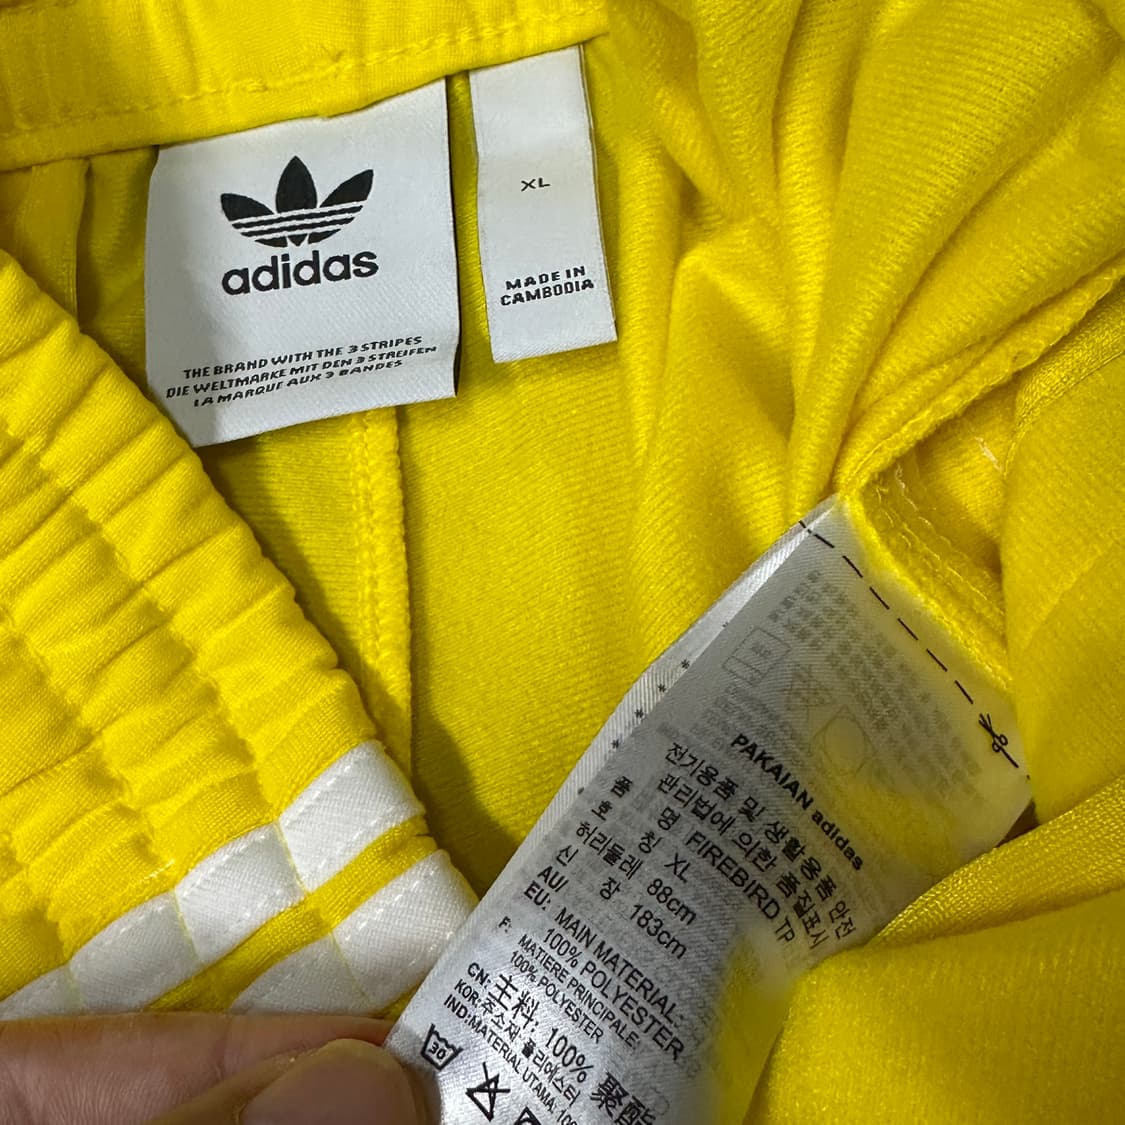 adidas
THE BRAND WITH THE 3 STRIPES
DIE WELTMARKE MIT DEN 3 STREIFEN
LA MARQUE AUX 3 BANDES
XL
MADE IN
CAMBODIA
PAKAIAN adidas
전기용품 및 생활용품 안전
관리법에 의한 품질표시
품 명 FIREBIRD TP
호 칭 XL
허리둘레 88cm
신 장 183cm
AU/
EU: MAIN MATERIAL:
100% POLYESTER
F: MATIERE PRINCIPALE:
100% POLYESTER
CN: 主料: 100% 聚酯
KOR: 주소재: 폴리에스터
IND: MATERIAL UTAMA: 100
30